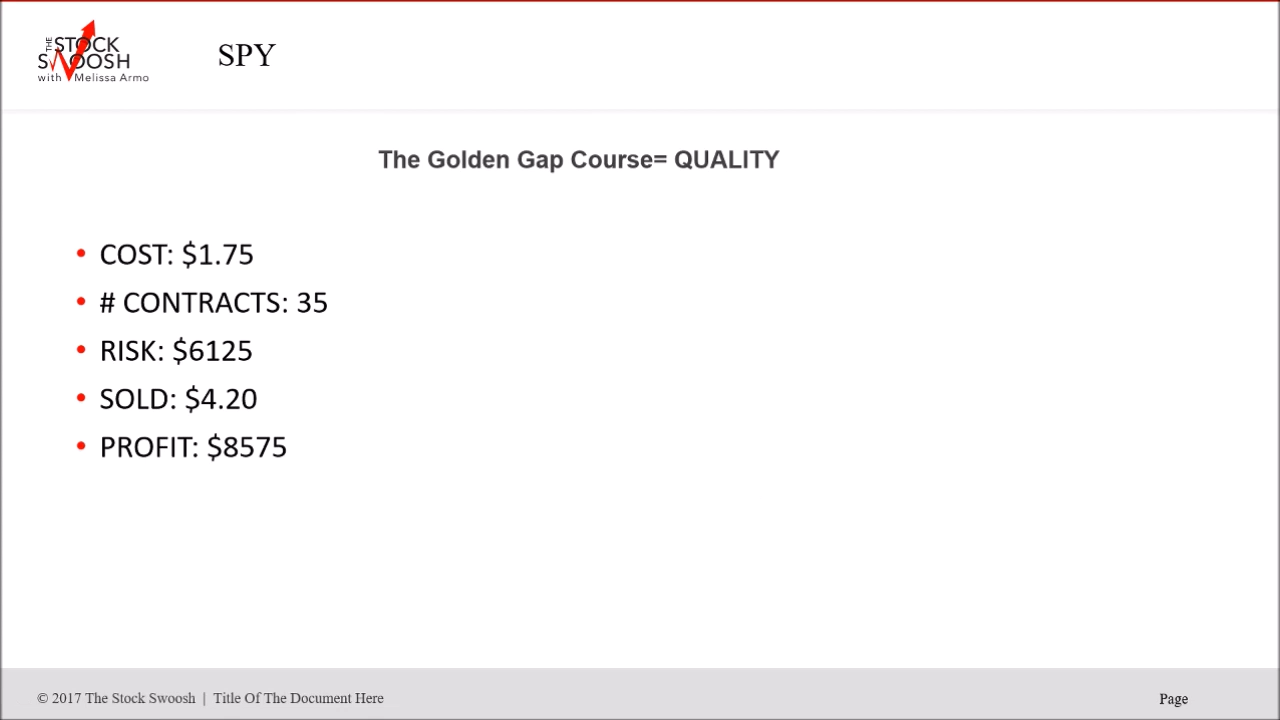 THE STOCK
SWOOSH
with Melissa Armo
SPY
The Golden Gap Course= QUALITY
• COST: $1.75
• # CONTRACTS: 35
• RISK: $6125
• SOLD: $4.20
• PROFIT: $8575
© 2017 The Stock Swoosh | Title Of The Document Here
Page